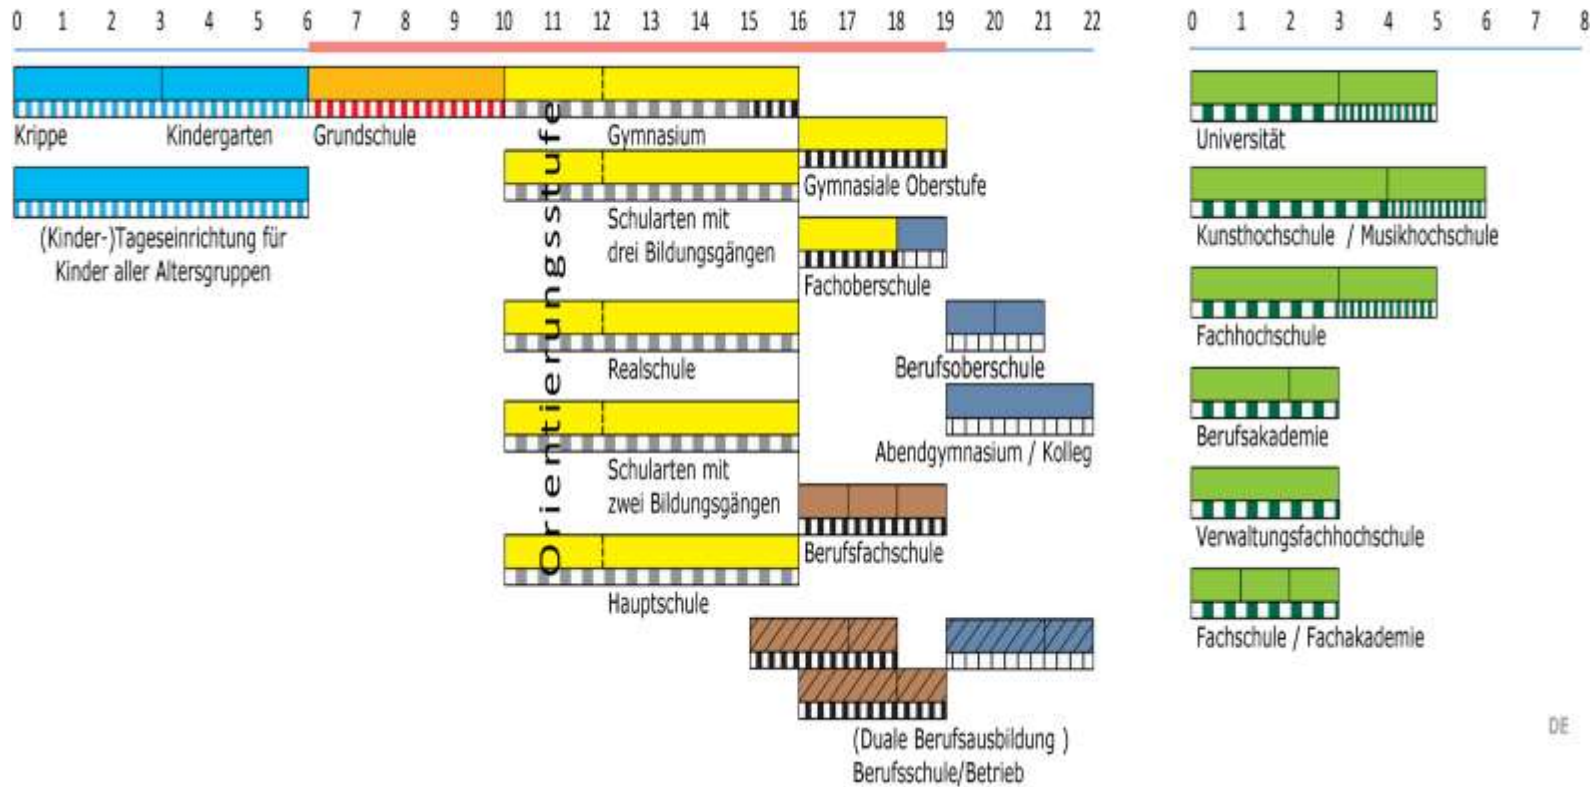 0 1 2 3 4 5 6 7 8 9 10 11 12 13 14 15 16 17 18 19 20 21 22
0 1 2 3 4 5 6 7 8
Krippe
Kindergarten
Grundschule
Orientierungsstufe
Gymnasium
Gymnasiale Oberstufe
(Kinder-)Tageseinrichtung für
Kinder aller Altersgruppen
Schularten mit
drei Bildungsgängen
Fachoberschule
Realschule
Berufsoberschule
Abendgymnasium / Kolleg
Schularten mit
zwei Bildungsgängen
Berufsfachschule
Hauptschule
(Duale Berufsausbildung )
Berufsschule/Betrieb
Universität
Kunsthochschule / Musikhochschule
Fachhochschule
Berufsakademie
Verwaltungsfachhochschule
Fachschule / Fachakademie
DE